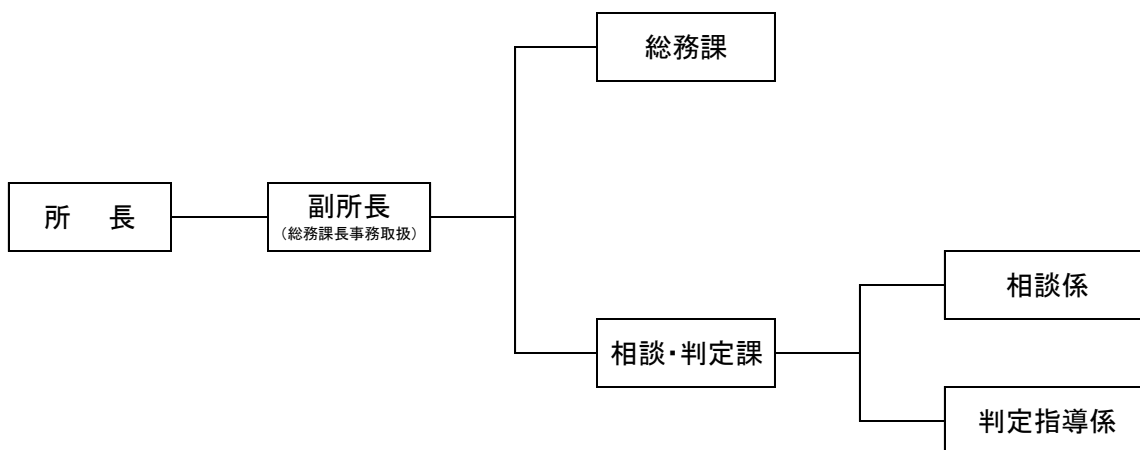 総務課
所　長
副所長
（総務課長事務取扱）
相談係
相談・判定課
判定指導係